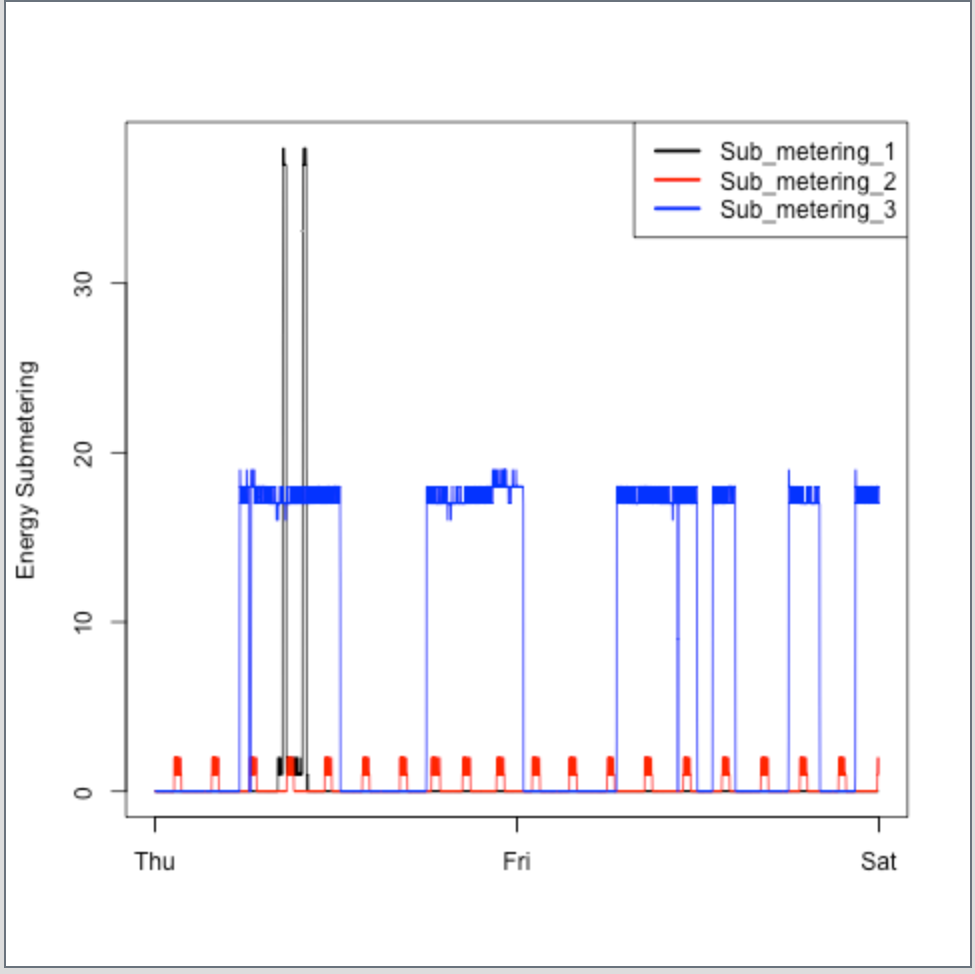 Sub_metering_1
Sub_metering_2
Sub_metering_3
Energy Submetering
30
20
10
0
Thu Fri Sat